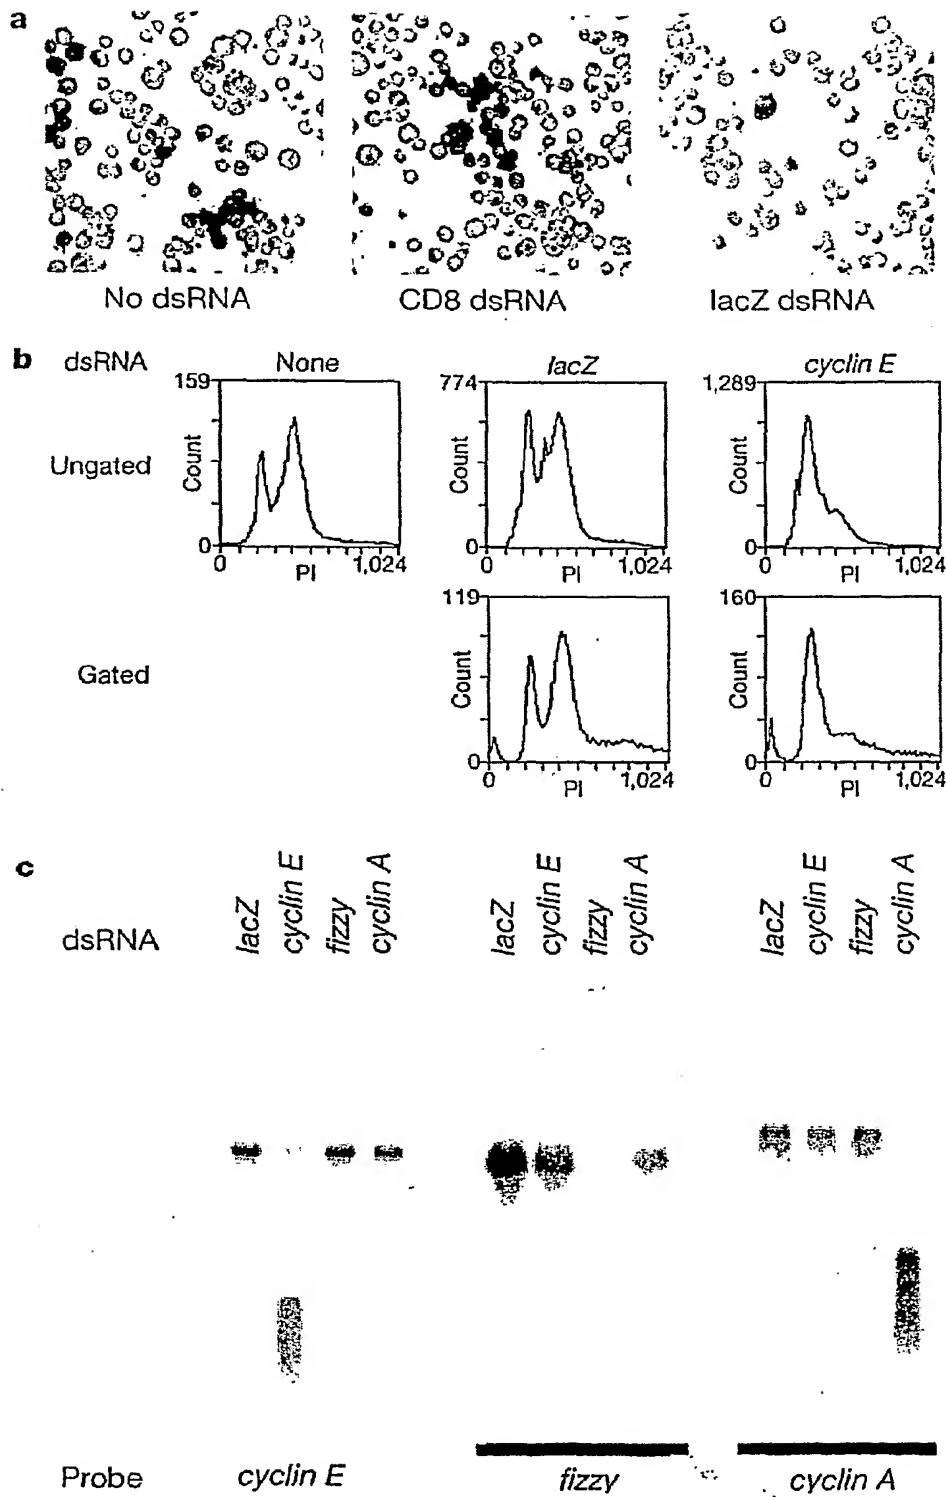 a
No dsRNA CD8 dsRNA lacZ dsRNA
b dsRNA None lacZ cyclin E
159 774 1,289
Ungated Count Count Count
0 0 0
0 1,024 0 1,024 0 1,024
PI PI PI
119 160
Gated Count Count
0 0
0 1,024 0 1,024
PI PI
c
dsRNA lacZ cyclin E fizzy cyclin A lacZ cyclin E fizzy cyclin A lacZ cyclin E fizzy cyclin A
Probe cyclin E fizzy cyclin A